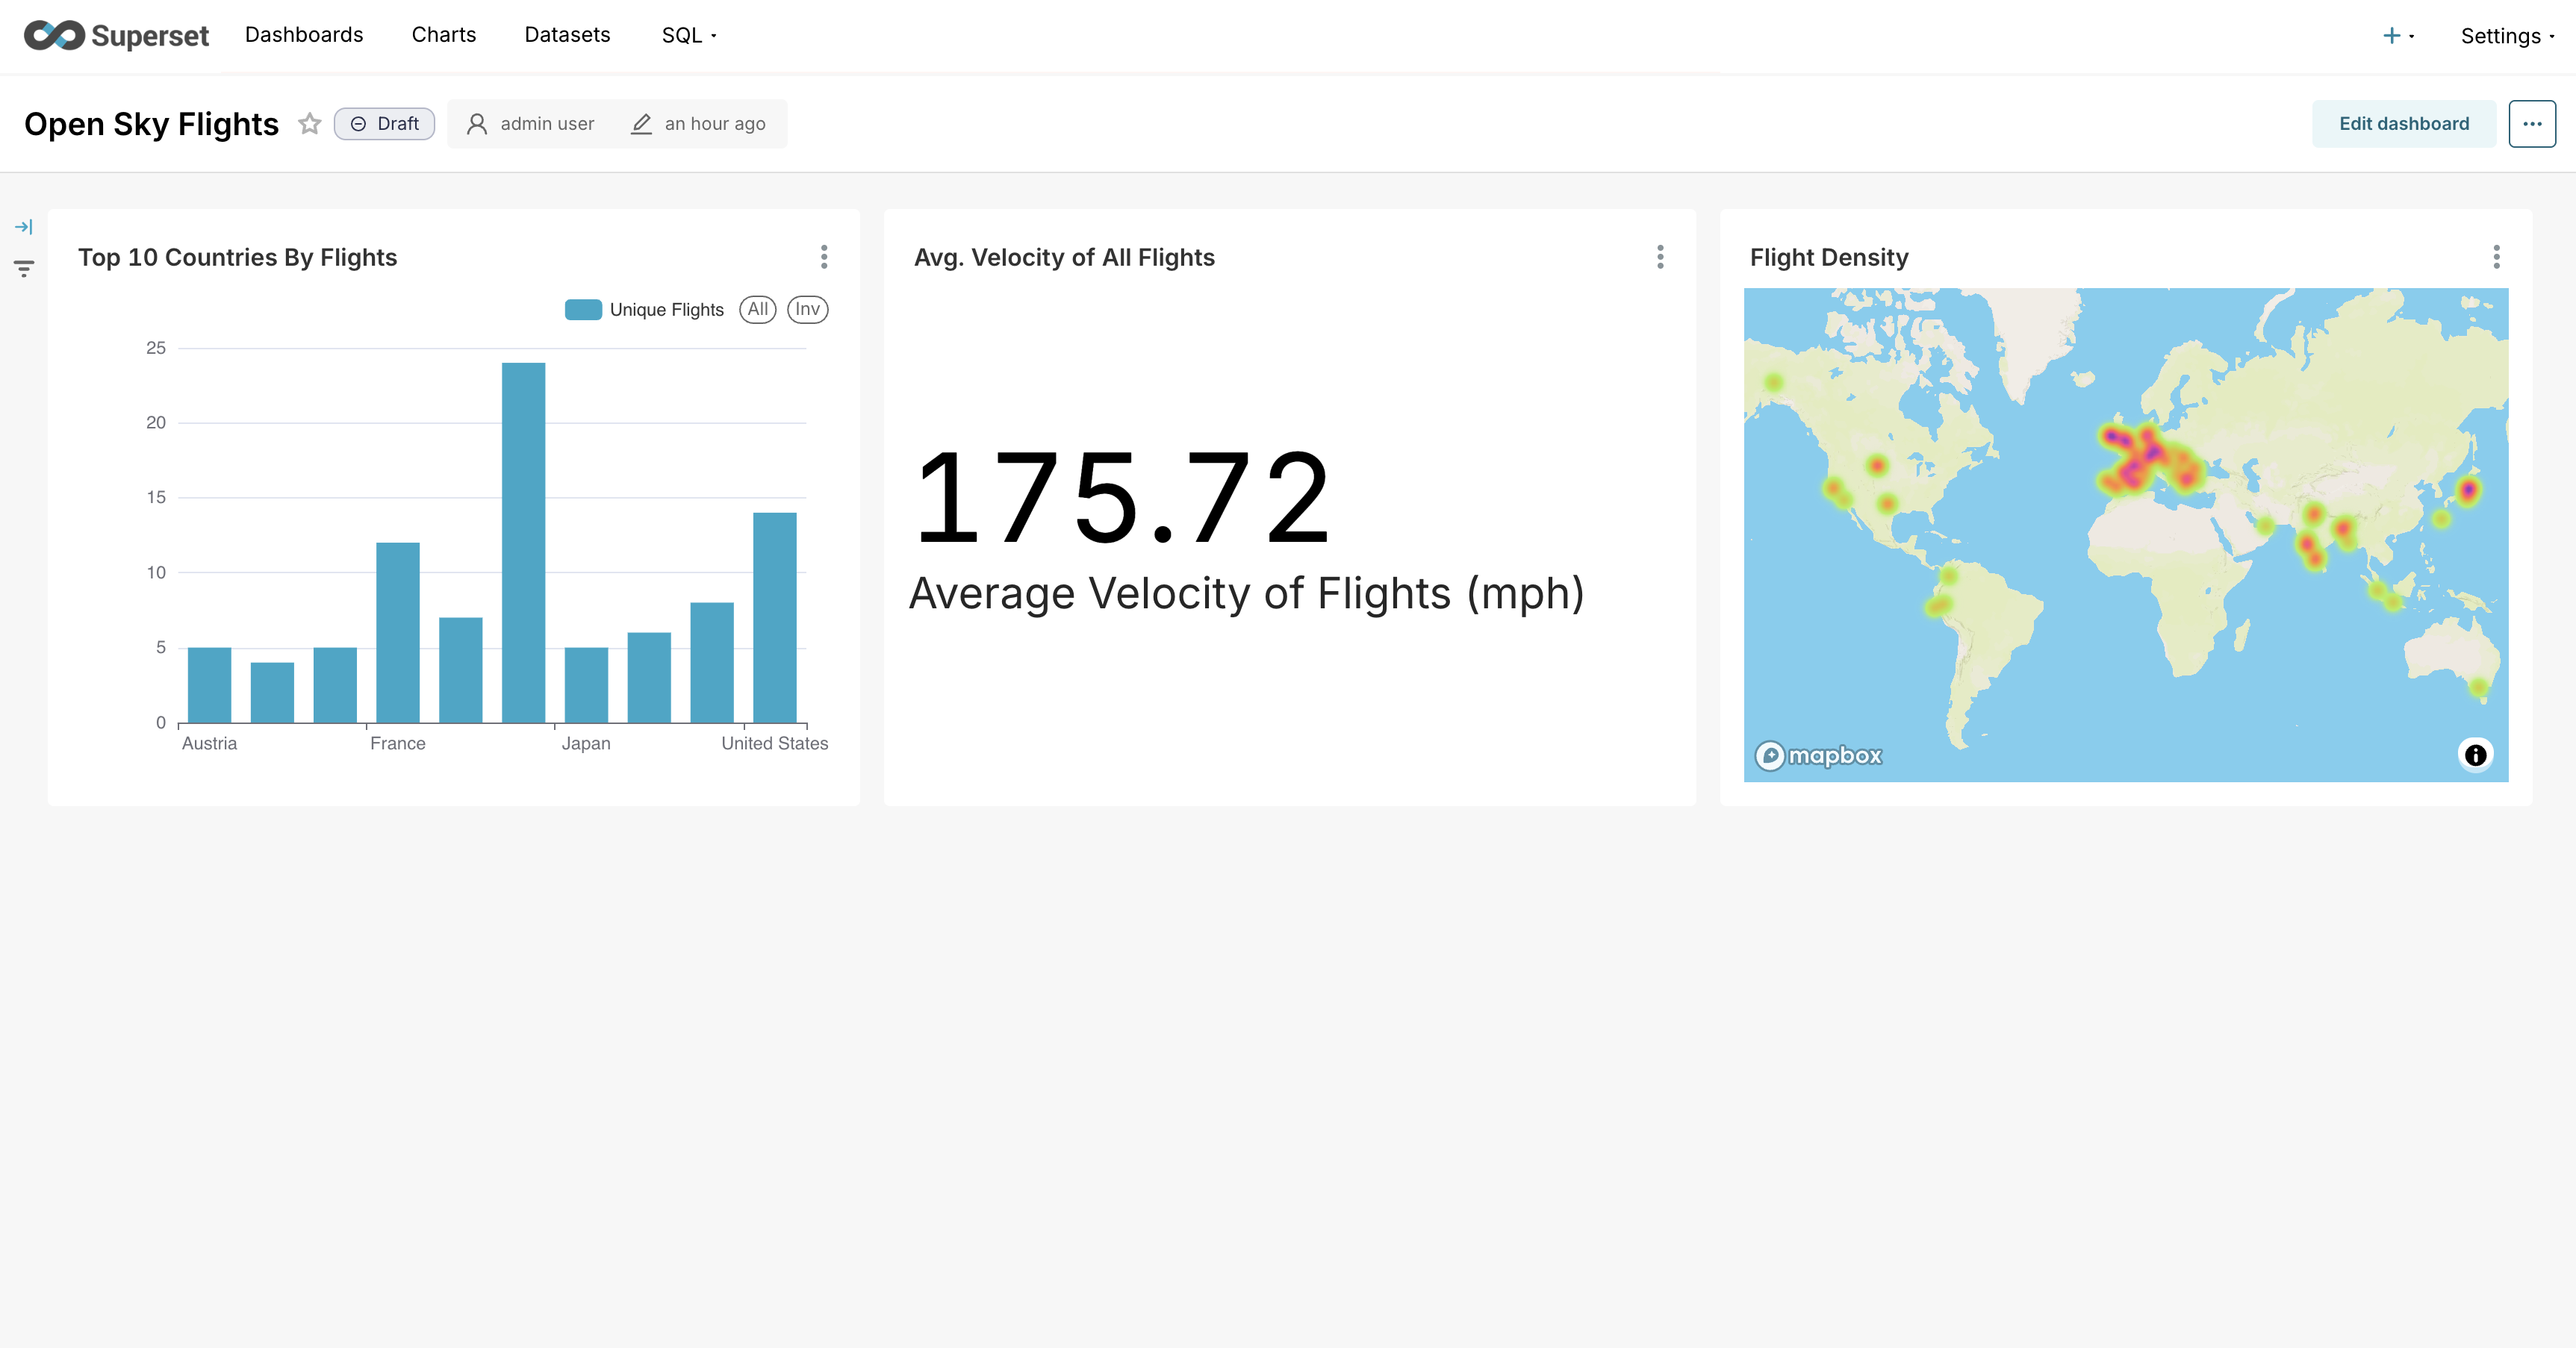 Superset Dashboards Charts Datasets SQL + Settings
Open Sky Flights Draft admin user an hour ago Edit dashboard ...
Top 10 Countries By Flights
Unique Flights All Inv
25
20
15
10
5
0
Austria France Japan United States
Avg. Velocity of All Flights
175.72
Average Velocity of Flights (mph)
Flight Density
mapbox